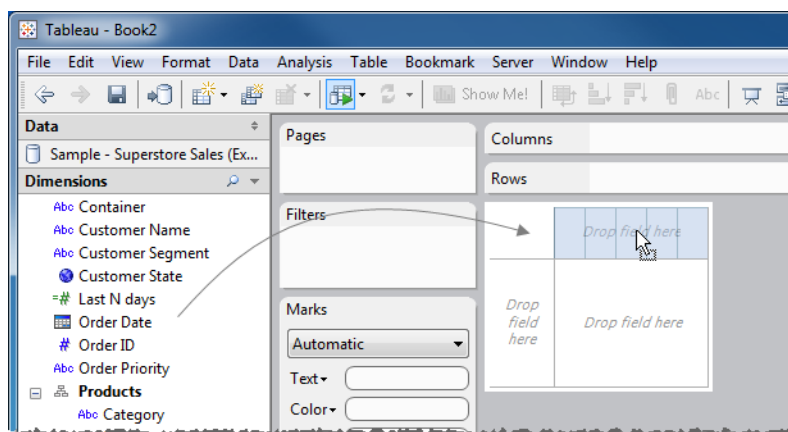 Tableau - Book2
File Edit View Format Data Analysis Table Bookmark Server Window Help
Show Me! Abc
Data
Sample - Superstore Sales (Ex...
Dimensions
Abc Container
Abc Customer Name
Abc Customer Segment
Customer State
=# Last N days
Order Date
# Order ID
Abc Order Priority
Products
Abc Category
Pages
Filters
Marks
Automatic
Text
Color
Columns
Rows
Drop field here
Drop
field
here
Drop field here